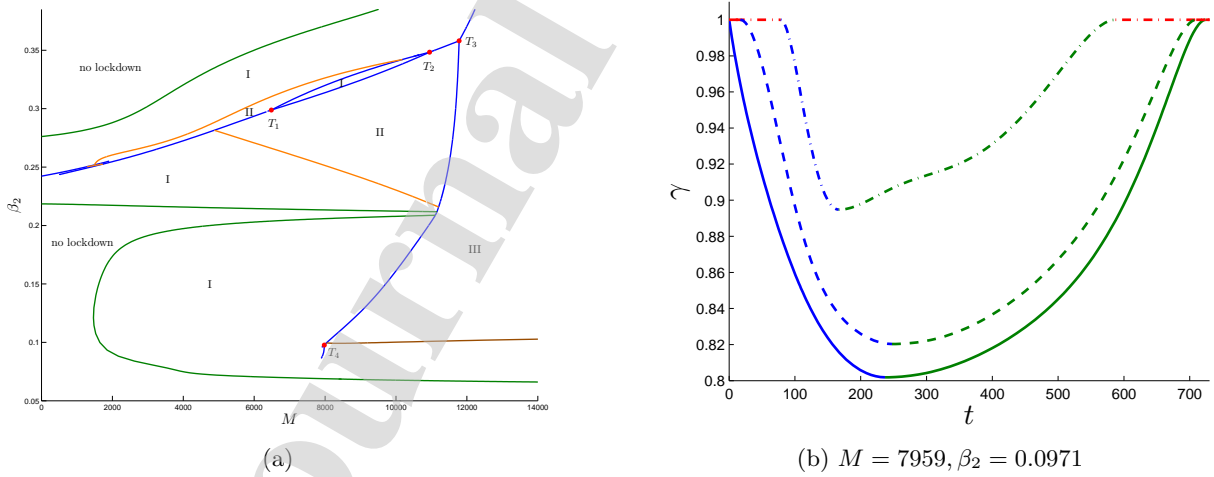 0.35
0.3
0.25
0.2
0.15
0.1
0.05
β₂
0
2000
4000
6000
8000
10000
12000
14000
M
no lockdown
I
II
T₁
I
T₂
T₃
II
I
no lockdown
I
III
T₄
(a)
1
0.98
0.96
0.94
0.92
0.9
0.88
0.86
0.84
0.82
0.8
γ
0
100
200
300
400
500
600
700
t
(b) M = 7959, β₂ = 0.0971
ournal